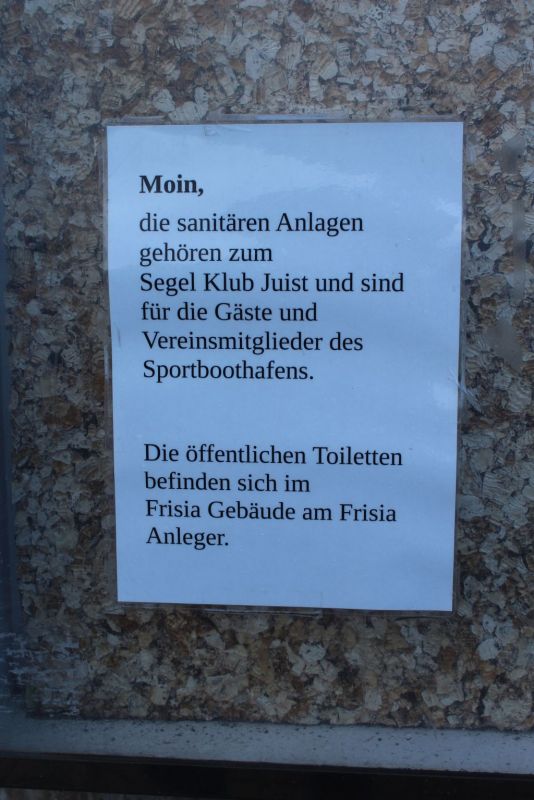 Moin,
die sanitären Anlagen
gehören zum
Segel Klub Juist und sind
für die Gäste und
Vereinsmitglieder des
Sportboothafens.
Die öffentlichen Toiletten
befinden sich im
Frisia Gebäude am Frisia
Anleger.